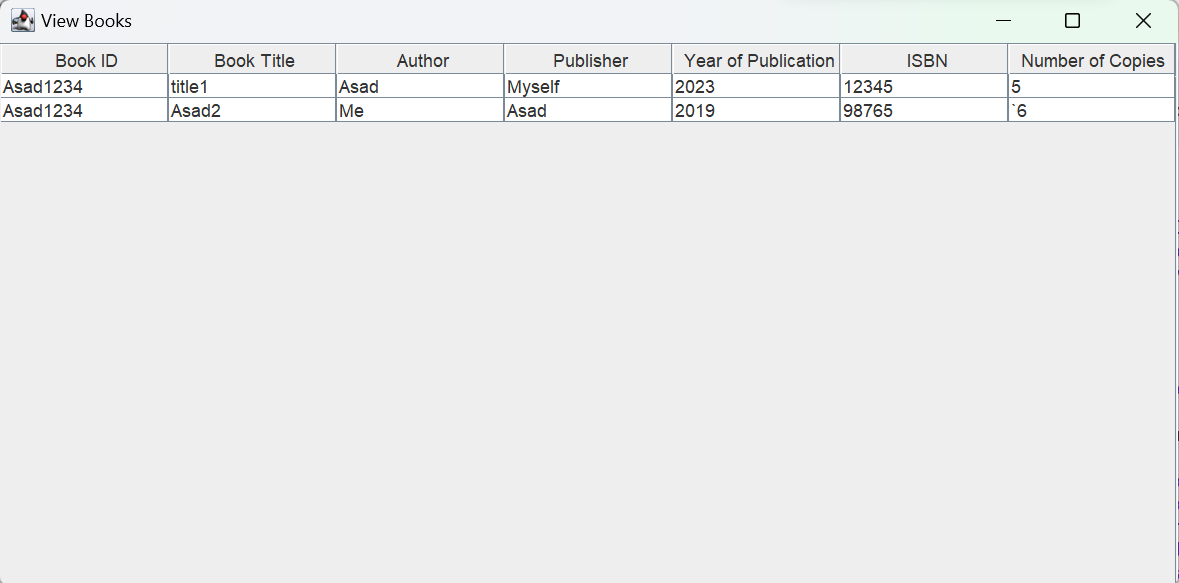 View Books
Book ID Book Title Author Publisher Year of Publication ISBN Number of Copies
Asad1234 title1 Asad Myself 2023 12345 5
Asad1234 Asad2 Me Asad 2019 98765 `6